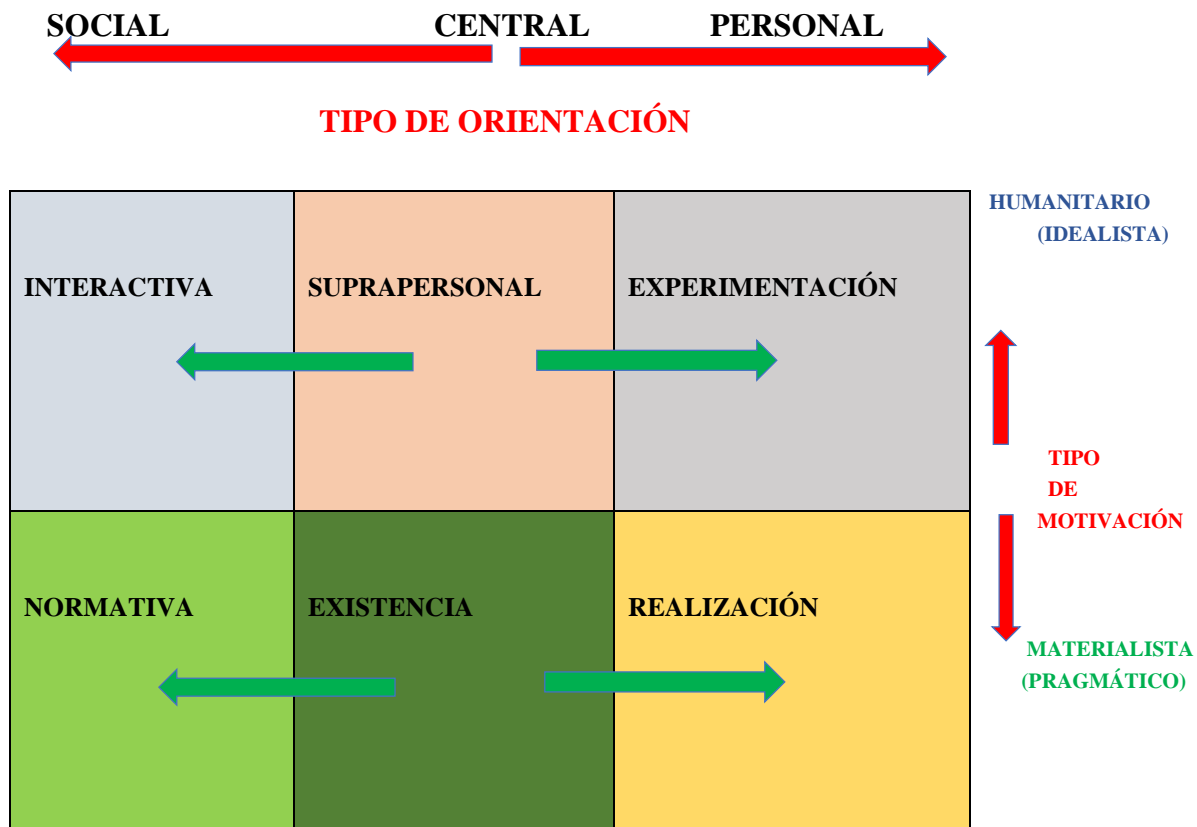 SOCIAL CENTRAL PERSONAL
TIPO DE ORIENTACIÓN
HUMANITARIO
(IDEALISTA)
INTERACTIVA SUPRAPERSONAL EXPERIMENTACIÓN
TIPO
DE
MOTIVACIÓN
NORMATIVA EXISTENCIA REALIZACIÓN
MATERIALISTA
(PRAGMÁTICO)